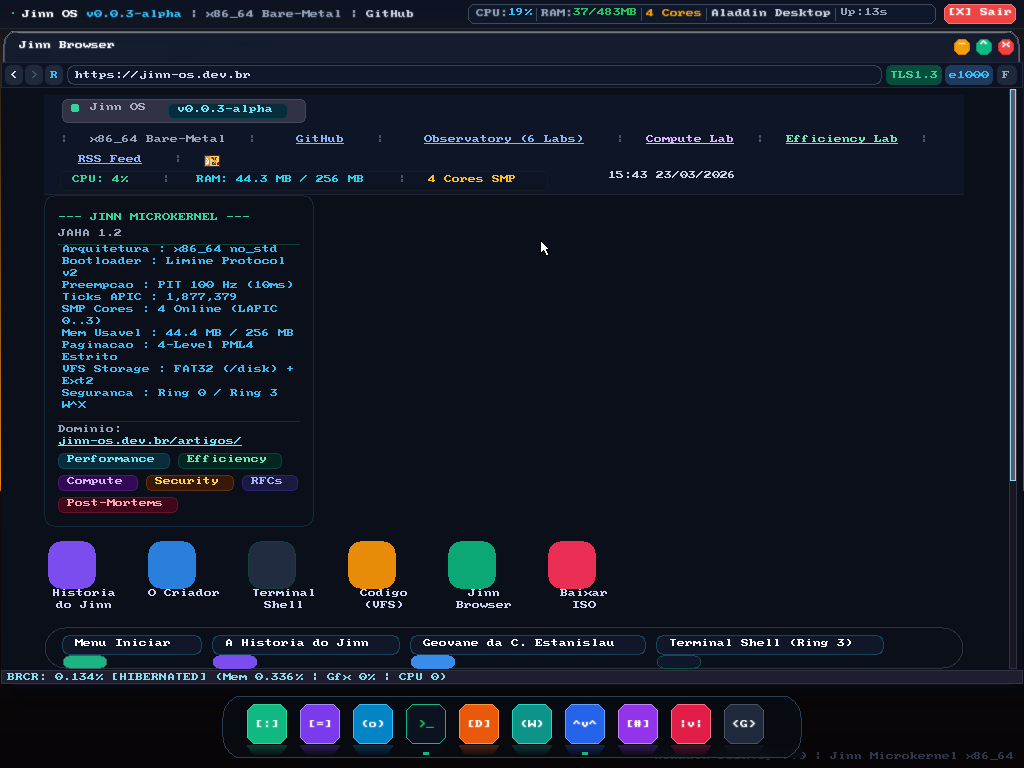 Jinn OS v0.0.3-alpha ¦ x86_64 Bare-Metal ¦ GitHub
CPU:19% RAM:37/483MB 4 Cores Aladdin Desktop Up:13s
[X] Sair
Jinn Browser
< > R https://jinn-os.dev.br TLS1.3 e1000 F
Jinn OS v0.0.3-alpha
¦ x86_64 Bare-Metal ¦ GitHub ¦ Observatory (6 Labs) ¦ Compute Lab ¦ Efficiency Lab ¦
RSS Feed ¦
CPU: 4% ¦ RAM: 44.3 MB / 256 MB ¦ 4 Cores SMP
15:43 23/03/2026
--- JINN MICROKERNEL ---
JAHA 1.2
Arquitetura : x86_64 no_std
Bootloader : Limine Protocol
v2
Preempcao : PIT 100 Hz (10ms)
Ticks APIC : 1,877,379
SMP Cores : 4 Online (LAPIC
0..3)
Mem Usavel : 44.4 MB / 256 MB
Paginacao : 4-Level PML4
Estrito
VFS Storage : FAT32 (/disk) +
Ext2
Seguranca : Ring 0 / Ring 3
W^X
Dominio:
jinn-os.dev.br/artigos/
Performance Efficiency
Compute Security RFCs
Post-Mortems
Historia
do Jinn
O Criador
Terminal
Shell
Codigo
(VFS)
Jinn
Browser
Baixar
ISO
Menu Iniciar
A Historia do Jinn
Geovane da C. Estanislau
Terminal Shell (Ring 3)
BRCR: 0.134% [HIBERNATED] (Mem 0.336% ¦ Gfx 0% ¦ CPU 0)
[:] [=] (o) >_ [D] (W) ^v^ [#] ¦v¦ <G>
¦ Jinn Microkernel x86_64